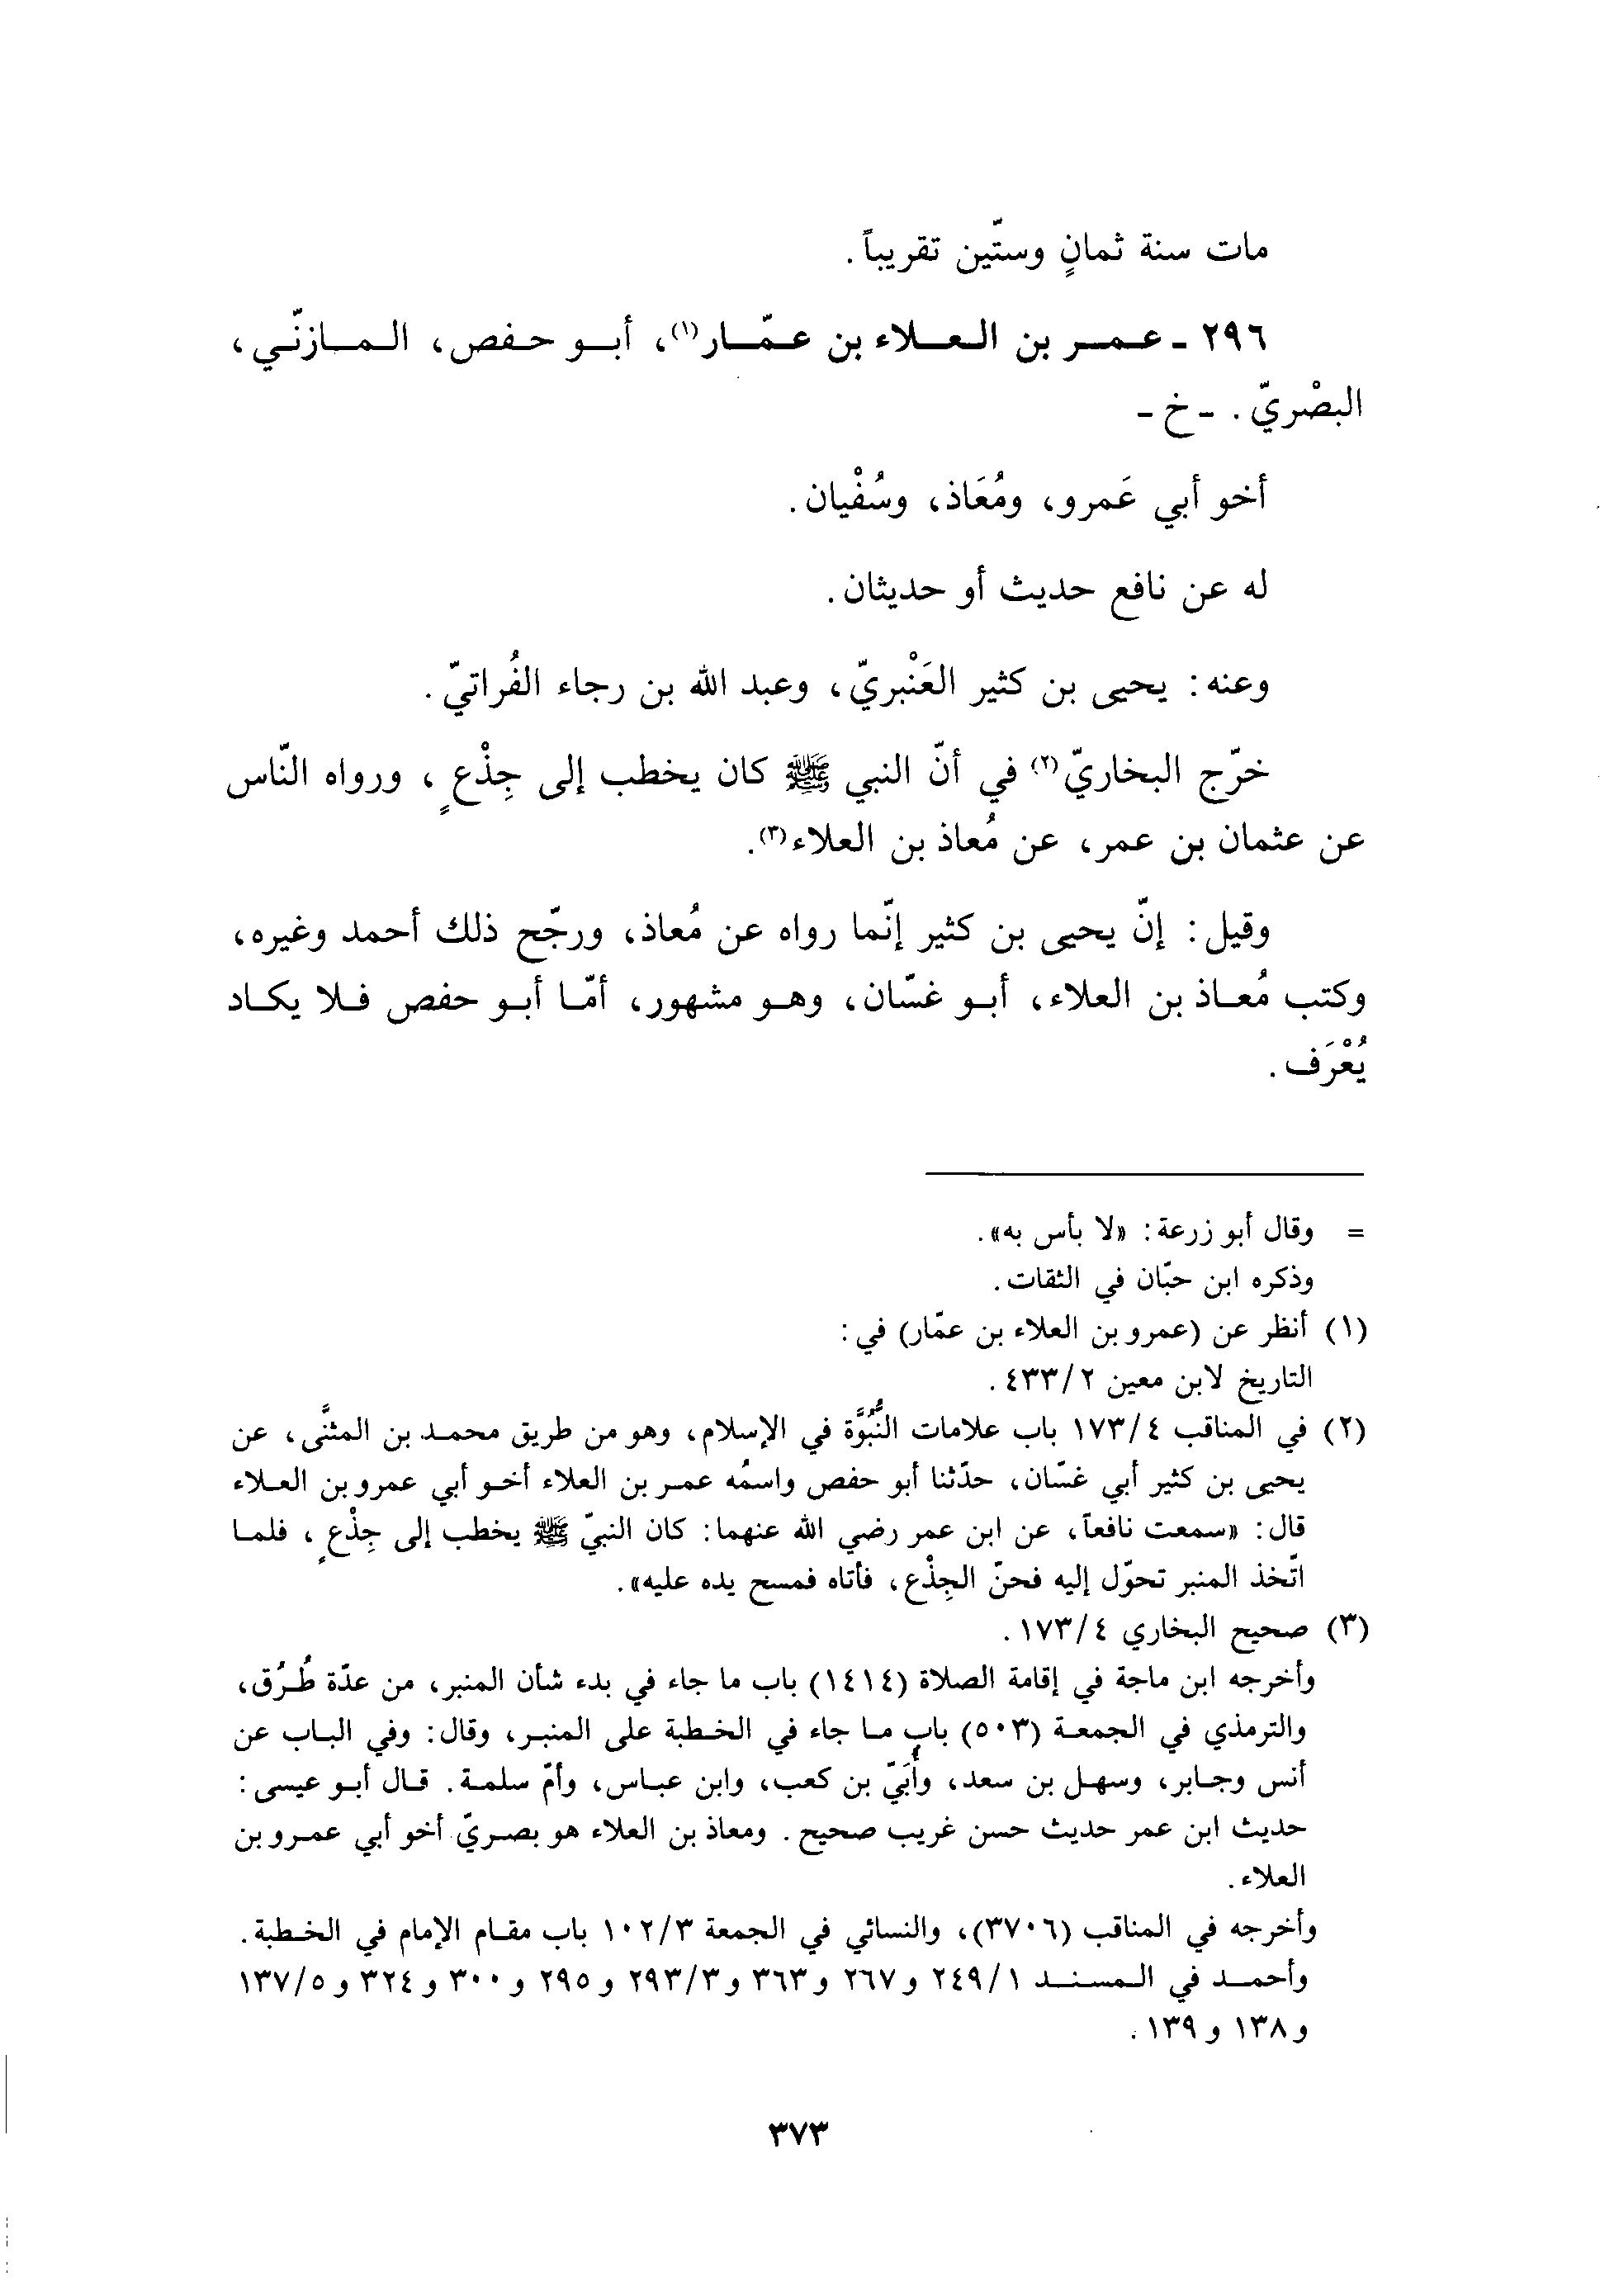 مات سنة ثمانٍ وستّين تقريباً.
٢٩٦ - عمر بن العلاء بن عمّار(١)، أبو حفص، المازنّي،
البصْريّ. - خ -
أخو أبي عَمرو، ومُعَاذ، وسُفْيان.
له عن نافع حديث أو حديثان.
وعنه: يحيى بن كثير العَنْبريّ، وعبد الله بن رجاء الفُراتيّ.
خرّج البخاريّ(٢) في أنّ النبي ﷺ كان يخطب إلى جِذْعٍ، ورواه النّاس
عن عثمان بن عمر، عن مُعاذ بن العلاء(٣).
وقيل: إنّ يحيى بن كثير إنّما رواه عن مُعاذ، ورجّح ذلك أحمد وغيره،
وكتب مُعاذ بن العلاء، أبو غسّان، وهو مشهور، أمّا أبو حفص فلا يكاد
يُعْرَف.
= وقال أبو زرعة: «لا بأس به».
وذكره ابن حبّان في الثقات.
(١) أنظر عن (عمرو بن العلاء بن عمّار) في:
التاريخ لابن معين ٤٣٣/٢.
(٢) في المناقب ١٧٣/٤ باب علامات النُّبُوَّة في الإسلام، وهو من طريق محمد بن المثنَّى، عن
يحيى بن كثير أبي غسّان، حدّثنا أبو حفص واسمُه عمر بن العلاء أخو أبي عمرو بن العلاء
قال: «سمعت نافعاً، عن ابن عمر رضي الله عنهما: كان النبيّ ﷺ يخطب إلى جِذْعٍ، فلما
اتّخذ المنبر تحوّل إليه فحنّ الجِذْع، فأتاه فمسح يده عليه».
(٣) صحيح البخاري ١٧٣/٤.
وأخرجه ابن ماجة في إقامة الصلاة (١٤١٤) باب ما جاء في بدء شأن المنبر، من عدّة طُرُق،
والترمذي في الجمعة (٥٠٣) باب ما جاء في الخطبة على المنبر، وقال: وفي الباب عن
أنس وجابر، وسهل بن سعد، وأُبَيّ بن كعب، وابن عباس، وأمّ سلمة. قال أبو عيسى:
حديث ابن عمر حديث حسن غريب صحيح. ومعاذ بن العلاء هو بصريّ أخو أبي عمرو بن
العلاء.
وأخرجه في المناقب (٣٧٠٦)، والنسائي في الجمعة ١٠٢/٣ باب مقام الإمام في الخطبة.
وأحمد في المسند ٢٤٩/١ و ٢٦٧ و٣٦٣ و٢٩٣/٣ و ٢٩٥ و ٣٠٠ و ٣٢٤ و ١٣٧/٥
و ١٣٨ و ١٣٩.
٣٧٣